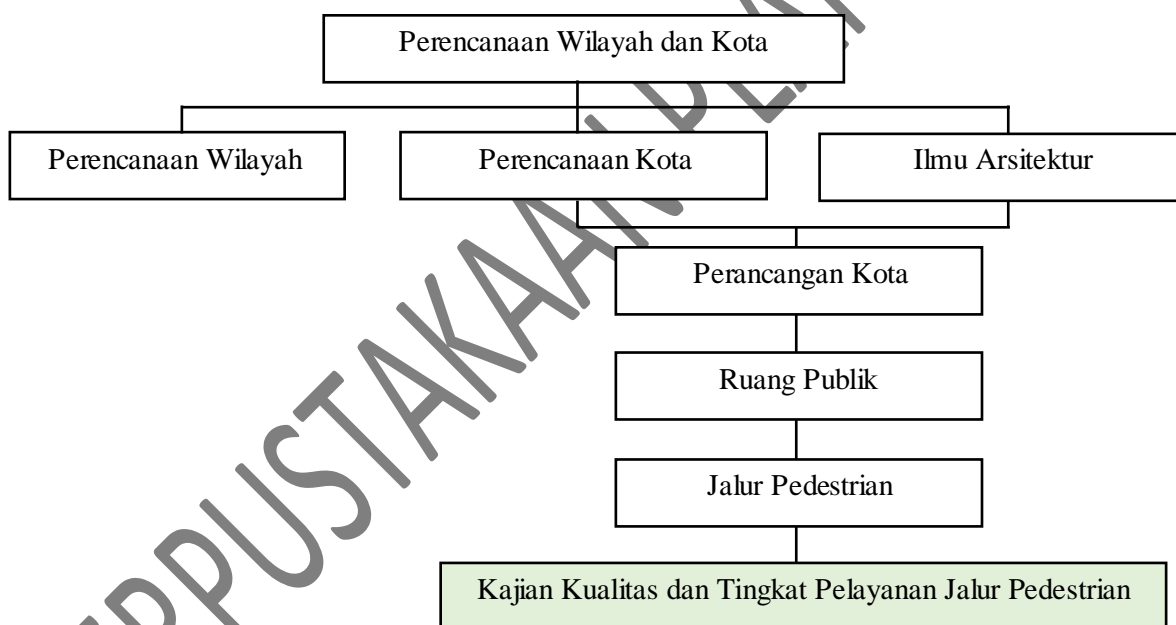 Perencanaan Wilayah dan Kota
Perencanaan Wilayah
Perencanaan Kota
Ilmu Arsitektur
Perancangan Kota
Ruang Publik
Jalur Pedestrian
Kajian Kualitas dan Tingkat Pelayanan Jalur Pedestrian